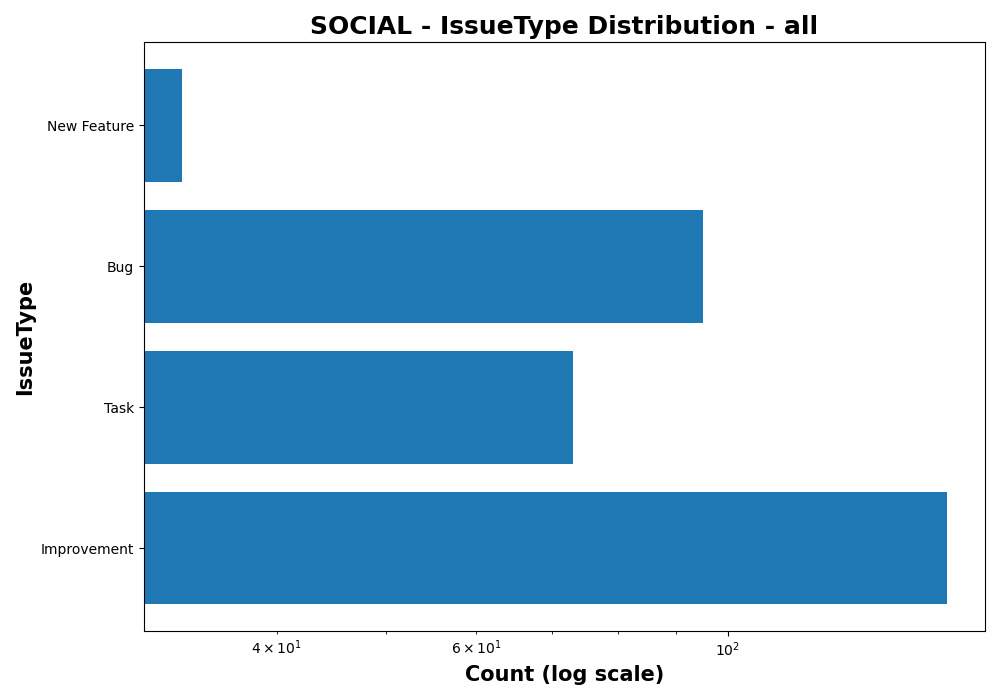 SOCIAL - IssueType Distribution - all
IssueType
New Feature
Bug
Task
Improvement
4 × 10¹ 6 × 10¹ 10²
Count (log scale)